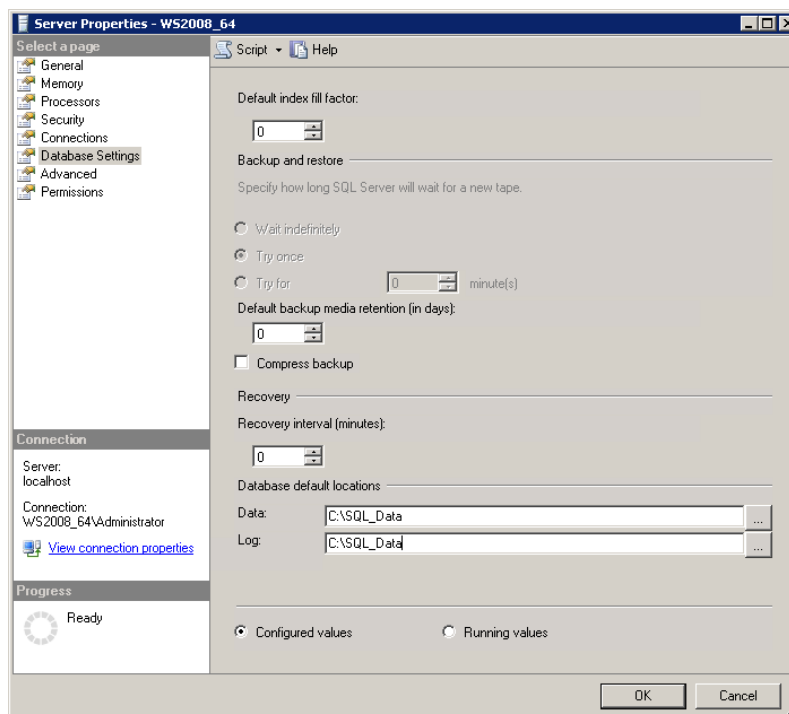 Server Properties - WS2008_64
Select a page
General
Memory
Processors
Security
Connections
Database Settings
Advanced
Permissions
Connection
Server:
localhost
Connection:
WS2008_64\Administrator
View connection properties
Progress
Ready
Script Help
Default index fill factor:
0
Backup and restore
Specify how long SQL Server will wait for a new tape.
Wait indefinitely
Try once
Try for 0 minute(s)
Default backup media retention (in days):
0
Compress backup
Recovery
Recovery interval (minutes):
0
Database default locations
Data: C:\SQL_Data ...
Log: C:\SQL_Data ...
Configured values Running values
OK Cancel